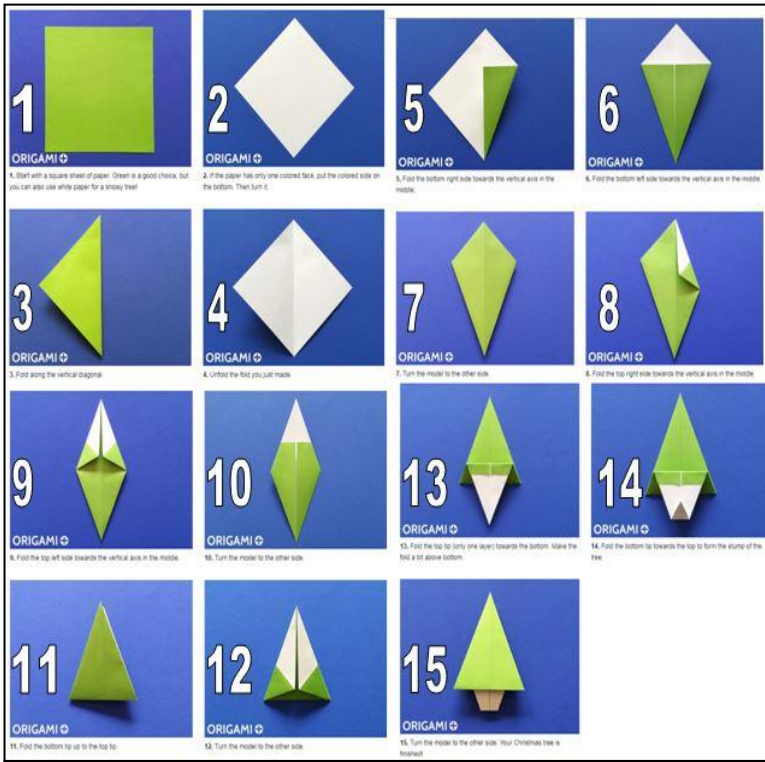 1
ORIGAMI
1. Start with a square sheet of paper. Green is a good choice, but
you can also use white paper for a snowy tree!
2
ORIGAMI
2. If the paper has only one colored face, put the colored side on
the bottom. Then turn it
3
ORIGAMI
3. Fold along the vertical diagonal.
4
ORIGAMI
4. Unfold the fold you just made.
5
ORIGAMI
5. Fold the bottom right side towards the vertical axis in the
middle.
6
ORIGAMI
6. Fold the bottom left side towards the vertical axis in the middle.
7
ORIGAMI
7. Turn the model to the other side.
8
ORIGAMI
8. Fold the top right side towards the vertical axis in the middle.
9
ORIGAMI
9. Fold the top left side towards the vertical axis in the middle.
10
ORIGAMI
10. Turn the model to the other side.
11
ORIGAMI
11. Fold the bottom tip up to the top tip
12
ORIGAMI
12. Turn the model to the other side.
13
ORIGAMI
13. Fold the top tip (only one layer) towards the bottom. Make the
fold a bit above bottom.
14
ORIGAMI
14. Fold the bottom tip towards the top to form the stump of the
tree.
15
ORIGAMI
15. Turn the model to the other side. Your Christmas tree is
finished!